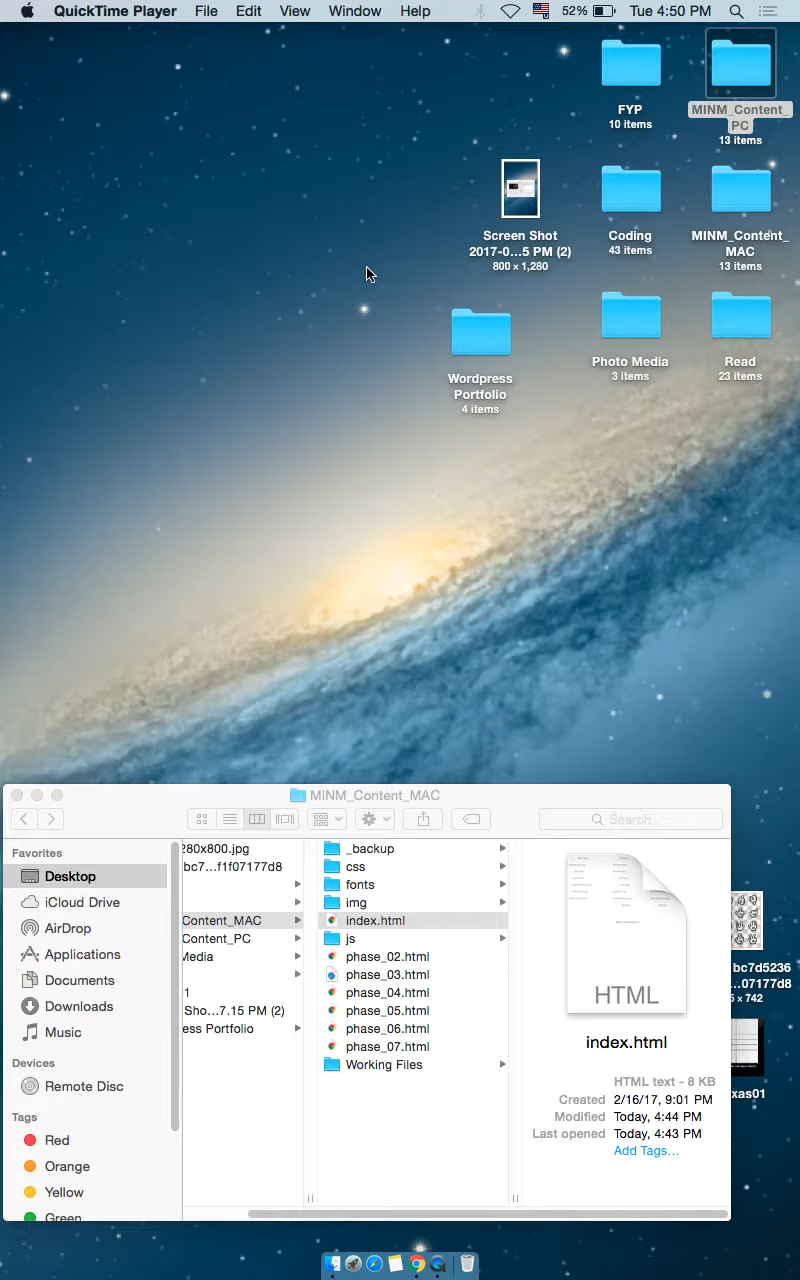 QuickTime Player File Edit View Window Help 52% Tue 4:50 PM
FYP
10 items
MINM_Content_
PC
13 items
Screen Shot
2017-0...5 PM (2)
800 × 1,280
Coding
43 items
MINM_Content_
MAC
13 items
Wordpress
Portfolio
4 items
Photo Media
3 items
Read
23 items
MINM_Content_MAC
Search
Favorites
Desktop
iCloud Drive
AirDrop
Applications
Documents
Downloads
Music
Devices
Remote Disc
Tags
Red
Orange
Yellow
Green
280x800.jpg
bc7...f1f07177d8
Content_MAC
Content_PC
Media
1
Sho...7.15 PM (2)
ess Portfolio
_backup
css
fonts
img
index.html
js
phase_02.html
phase_03.html
phase_04.html
phase_05.html
phase_06.html
phase_07.html
Working Files
HTML
index.html
HTML text - 8 KB
Created 2/16/17, 9:01 PM
Modified Today, 4:44 PM
Last opened Today, 4:43 PM
Add Tags...
bc7d5236
...07177d8
5 × 742
xas01